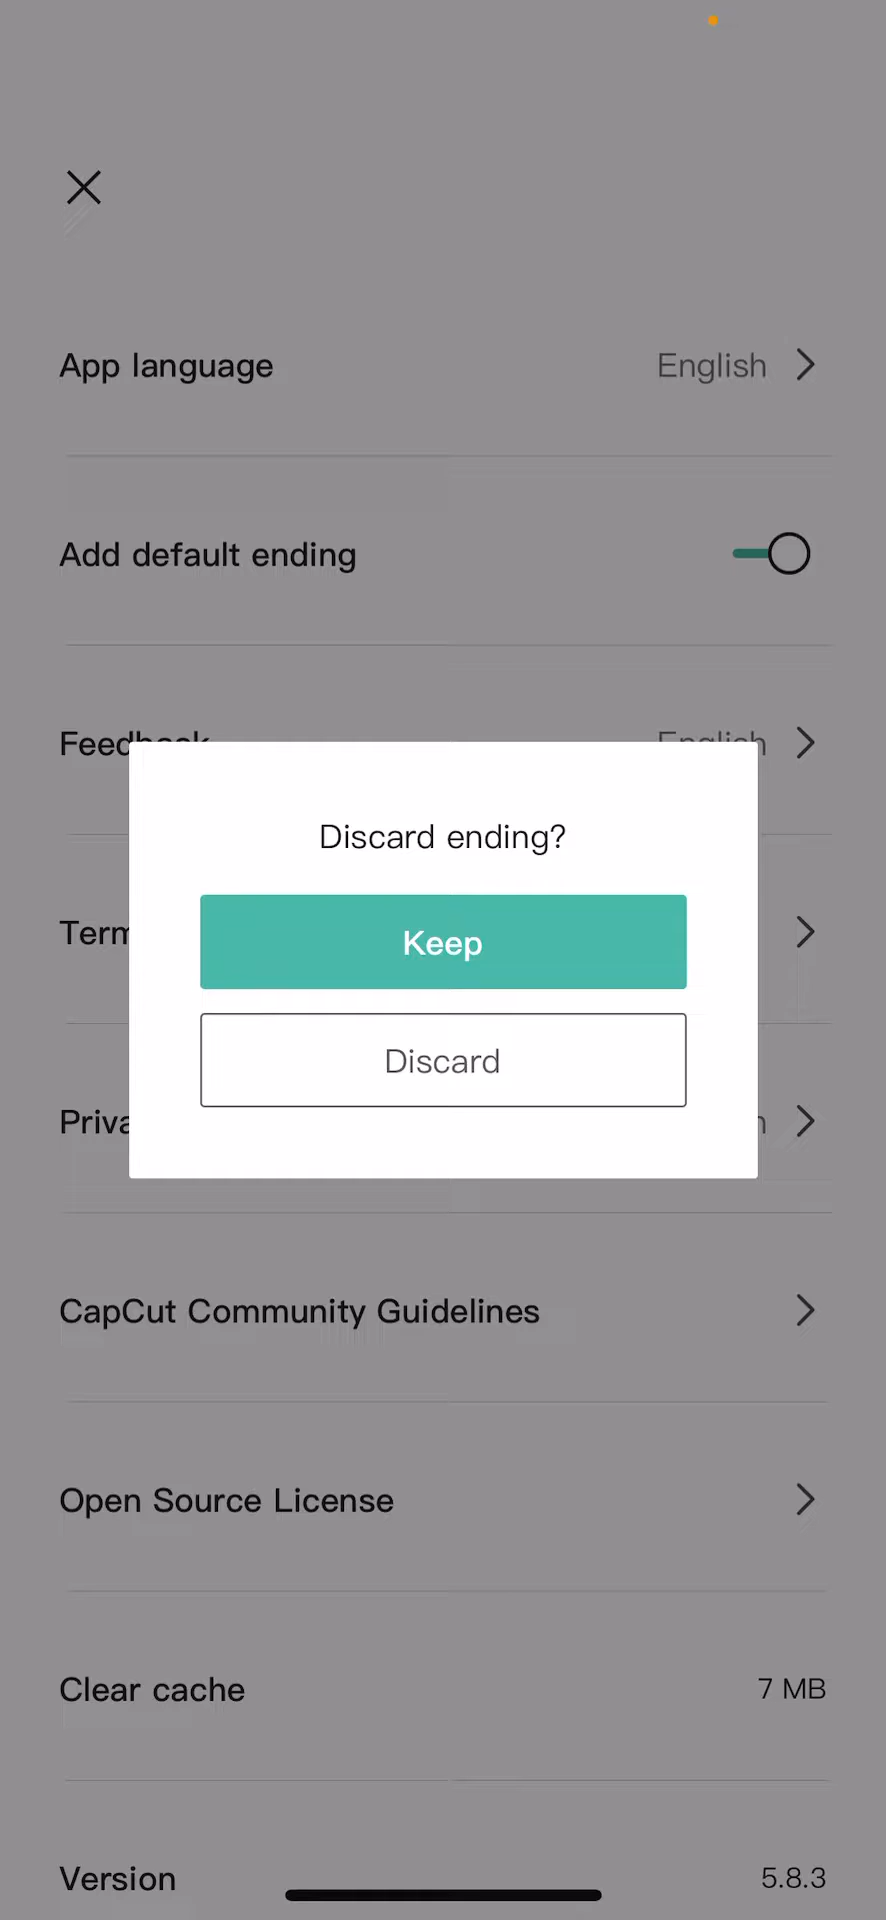 App language English
Add default ending
Discard ending?
Keep
Discard
CapCut Community Guidelines
Open Source License
Clear cache 7 MB
Version 5.8.3